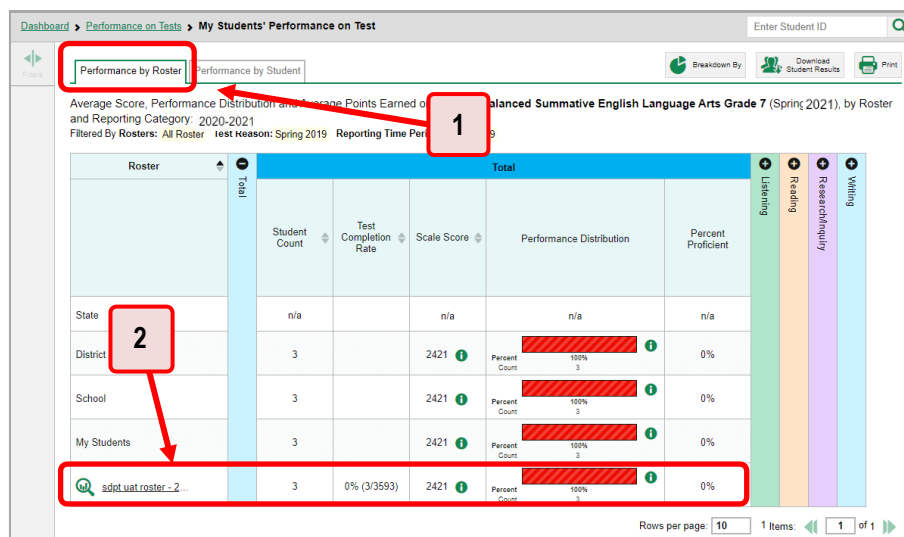 Dashboard › Performance on Tests › My Students' Performance on Test
Enter Student ID
Filters
Performance by Roster
Performance by Student
Breakdown By
Download
Student Results
Print
Average Score, Performance Distribution and Average Points Earned o alanced Summative English Language Arts Grade 7 (Spring 2021), by Roster
and Reporting Category: 2020-2021
Filtered By Rosters: All Roster Test Reason: Spring 2019 Reporting Time Peri 9
1
Roster
Total
Total
Listening
Reading
Research/Inquiry
Writing
Student
Count
Test
Completion
Rate
Scale Score
Performance Distribution
Percent
Proficient
State n/a n/a n/a n/a
2
District 3 2421 Percent 100% 0%
Count 3
School 3 2421 Percent 100% 0%
Count 3
My Students 3 2421 Percent 100% 0%
Count 3
sdpt uat roster - 2... 3 0% (3/3593) 2421 Percent 100% 0%
Count 3
Rows per page: 10 1 Items: 1 of 1